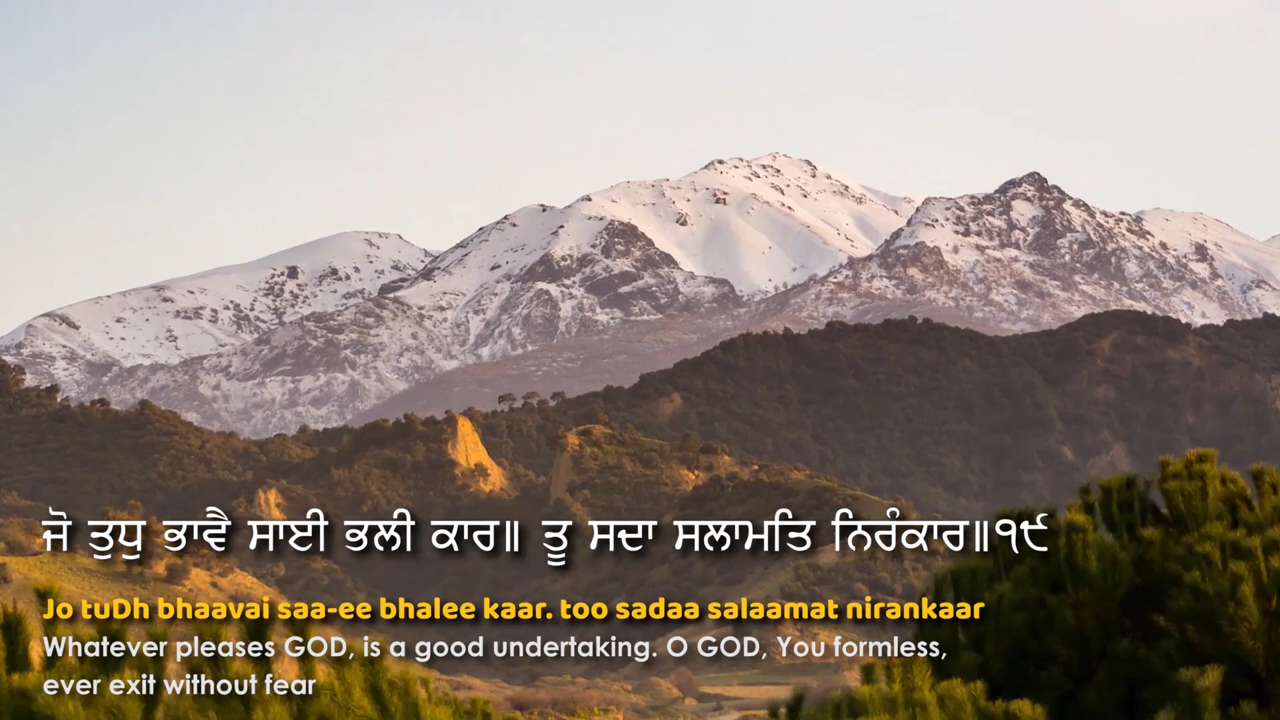 ਜੋ ਤੁਧੁ ਭਾਵੈ ਸਾਈ ਭਲੀ ਕਾਰ॥ ਤੂ ਸਦਾ ਸਲਾਮਤਿ ਨਿਰੰਕਾਰ॥੧੯
Jo tuDh bhaavai saa-ee bhalee kaar. too sadaa salaamat nirankaar
Whatever pleases GOD, is a good undertaking. O GOD, You formless,
ever exit without fear